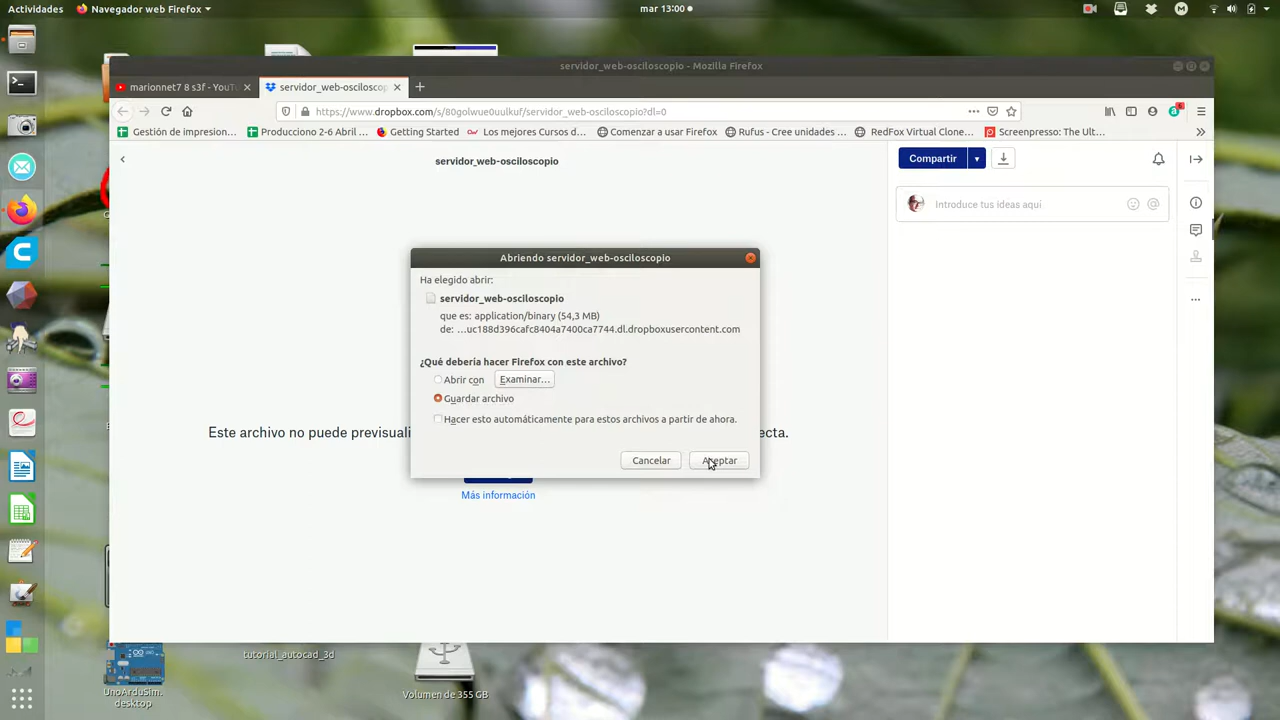 Actividades
Navegador web Firefox
mar 13:00
servidor_web-osciloscopio - Mozilla Firefox
marionnet7 8 s3f - YouTu
servidor_web-osciloscop
https://www.dropbox.com/s/80golwue0uulkuf/servidor_web-osciloscopio?dl=0
Gestión de impresion...
Producciono 2-6 Abril ...
Getting Started
Los mejores Cursos d...
Comenzar a usar Firefox
Rufus - Cree unidades ...
RedFox Virtual Clone...
Screenpresso: The Ult...
servidor_web-osciloscopio
Compartir
Introduce tus ideas aquí
Abriendo servidor_web-osciloscopio
Ha elegido abrir:
servidor_web-osciloscopio
que es: application/binary (54,3 MB)
de: ...uc188d396cafc8404a7400ca7744.dl.dropboxusercontent.com
¿Qué debería hacer Firefox con este archivo?
Abrir con
Examinar...
Guardar archivo
Hacer esto automáticamente para estos archivos a partir de ahora.
Cancelar
Aceptar
Este archivo no puede previsuali
ecta.
Más información
tutorial_autocad_3d
UnoArduSim.
desktop
Volumen de 355 GB